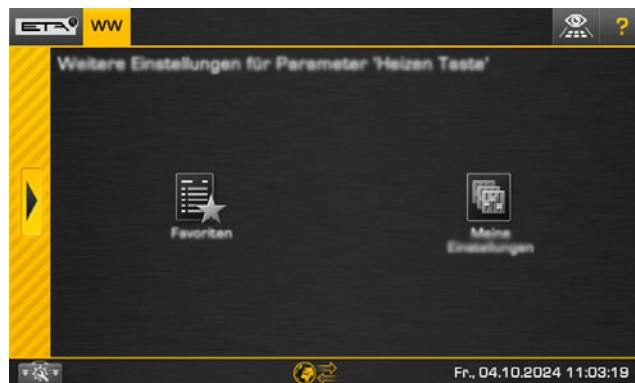 ETA
WW
?
Weitere Einstellungen für Parameter 'Heizen Taste'
Favoriten
Meine
Einstellungen
Fr., 04.10.2024 11:03:19